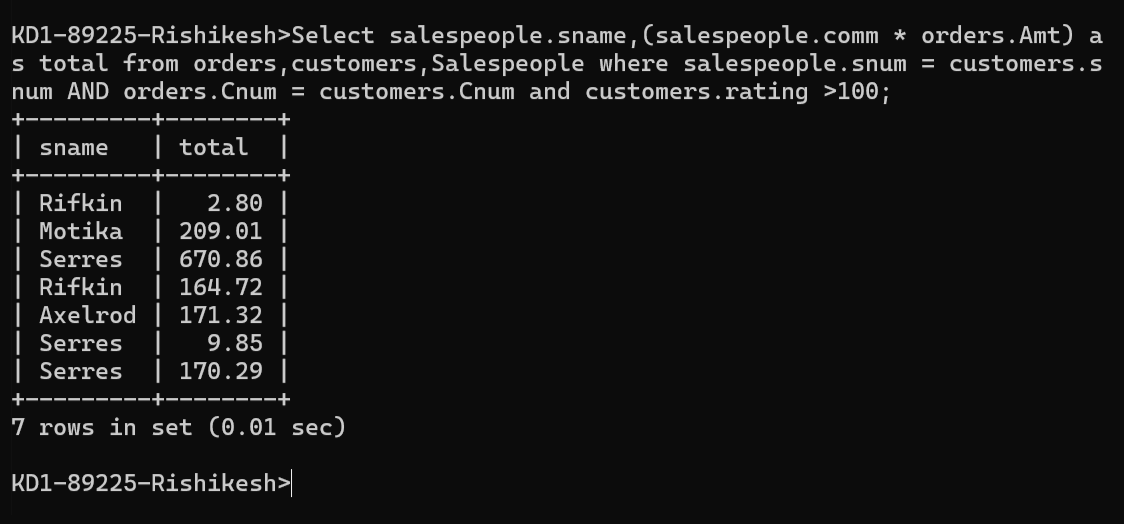 KD1-89225-Rishikesh>Select salespeople.sname,(salespeople.comm * orders.Amt) a
s total from orders,customers,Salespeople where salespeople.snum = customers.s
num AND orders.Cnum = customers.Cnum and customers.rating >100;
+---------+--------+
| sname   | total  |
+---------+--------+
| Rifkin  |   2.80 |
| Motika  | 209.01 |
| Serres  | 670.86 |
| Rifkin  | 164.72 |
| Axelrod | 171.32 |
| Serres  |   9.85 |
| Serres  | 170.29 |
+---------+--------+
7 rows in set (0.01 sec)
KD1-89225-Rishikesh>